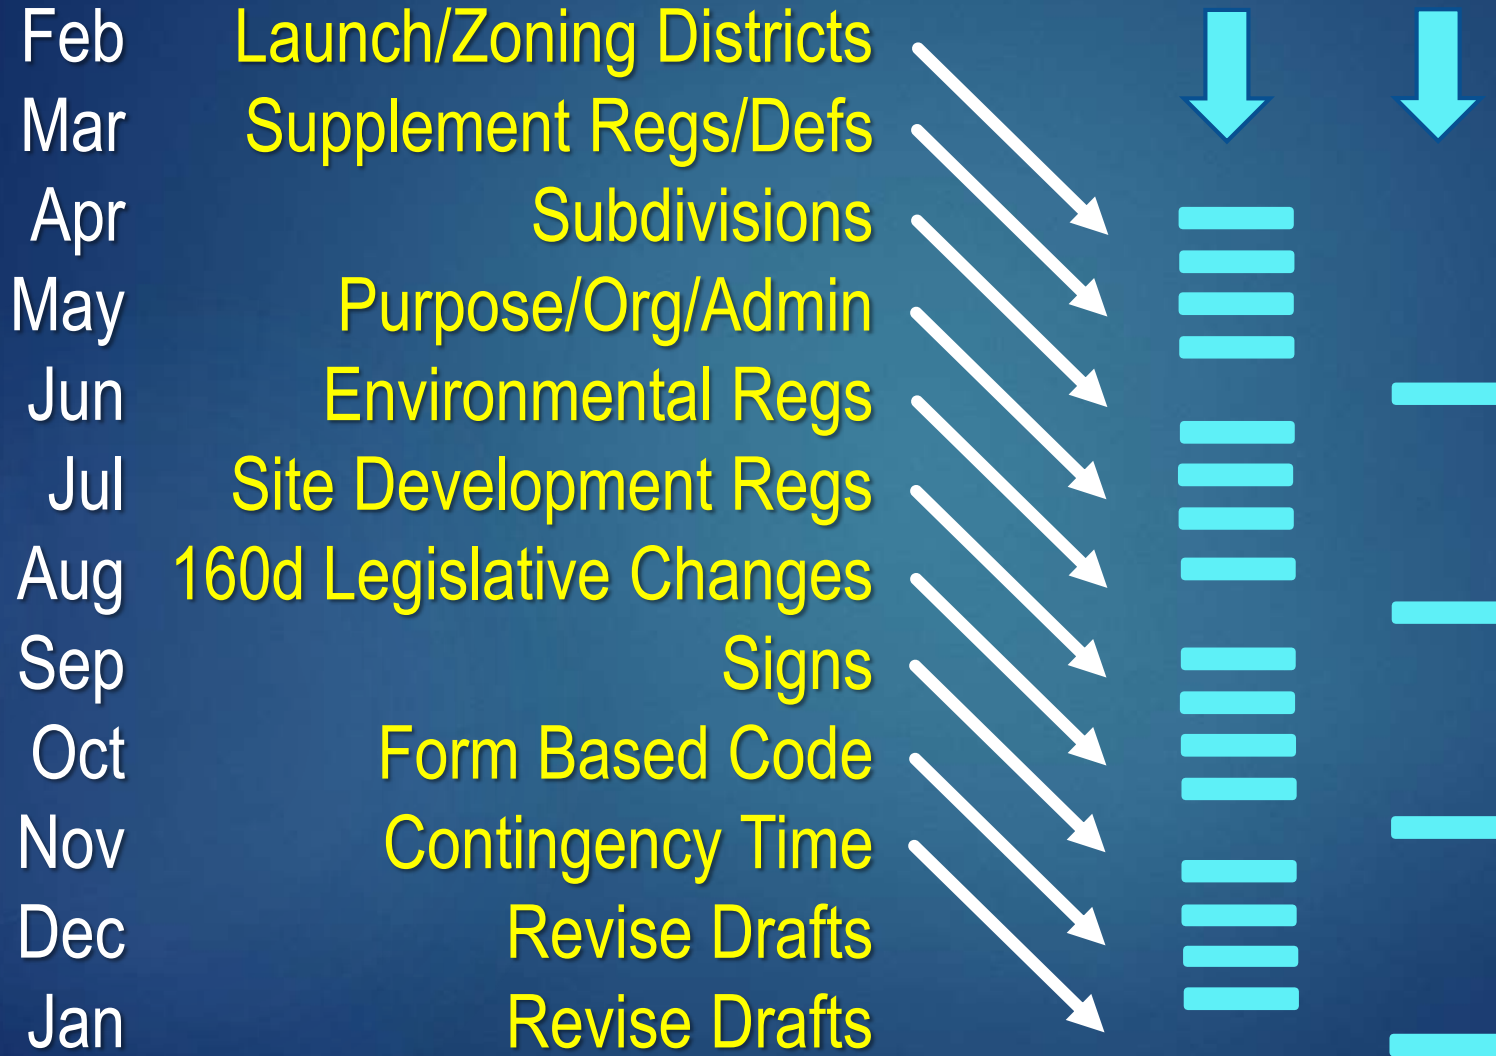 Feb Launch/Zoning Districts
Mar Supplement Regs/Defs
Apr Subdivisions
May Purpose/Org/Admin
Jun Environmental Regs
Jul Site Development Regs
Aug 160d Legislative Changes
Sep Signs
Oct Form Based Code
Nov Contingency Time
Dec Revise Drafts
Jan Revise Drafts